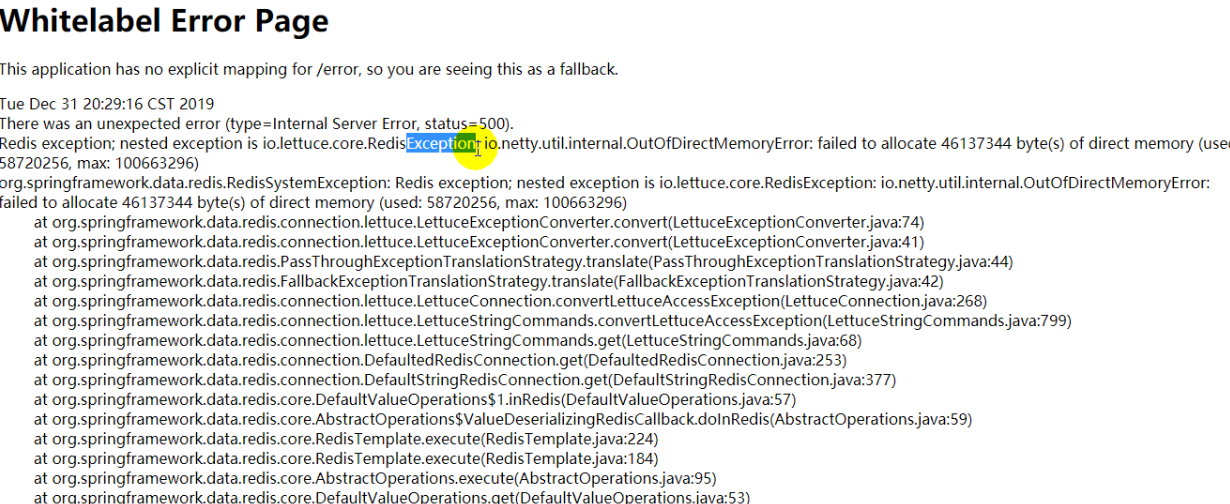 Whitelabel Error Page
This application has no explicit mapping for /error, so you are seeing this as a fallback.
Tue Dec 31 20:29:16 CST 2019
There was an unexpected error (type=Internal Server Error, status=500).
Redis exception; nested exception is io.lettuce.core.RedisException: io.netty.util.internal.OutOfDirectMemoryError: failed to allocate 46137344 byte(s) of direct memory (used:
58720256, max: 100663296)
org.springframework.data.redis.RedisSystemException: Redis exception; nested exception is io.lettuce.core.RedisException: io.netty.util.internal.OutOfDirectMemoryError:
failed to allocate 46137344 byte(s) of direct memory (used: 58720256, max: 100663296)
at org.springframework.data.redis.connection.lettuce.LettuceExceptionConverter.convert(LettuceExceptionConverter.java:74)
at org.springframework.data.redis.connection.lettuce.LettuceExceptionConverter.convert(LettuceExceptionConverter.java:41)
at org.springframework.data.redis.PassThroughExceptionTranslationStrategy.translate(PassThroughExceptionTranslationStrategy.java:44)
at org.springframework.data.redis.FallbackExceptionTranslationStrategy.translate(FallbackExceptionTranslationStrategy.java:42)
at org.springframework.data.redis.connection.lettuce.LettuceConnection.convertLettuceAccessException(LettuceConnection.java:268)
at org.springframework.data.redis.connection.lettuce.LettuceStringCommands.convertLettuceAccessException(LettuceStringCommands.java:799)
at org.springframework.data.redis.connection.lettuce.LettuceStringCommands.get(LettuceStringCommands.java:68)
at org.springframework.data.redis.connection.DefaultedRedisConnection.get(DefaultedRedisConnection.java:253)
at org.springframework.data.redis.connection.DefaultStringRedisConnection.get(DefaultStringRedisConnection.java:377)
at org.springframework.data.redis.core.DefaultValueOperations$1.inRedis(DefaultValueOperations.java:57)
at org.springframework.data.redis.core.AbstractOperations$ValueDeserializingRedisCallback.doInRedis(AbstractOperations.java:59)
at org.springframework.data.redis.core.RedisTemplate.execute(RedisTemplate.java:224)
at org.springframework.data.redis.core.RedisTemplate.execute(RedisTemplate.java:184)
at org.springframework.data.redis.core.AbstractOperations.execute(AbstractOperations.java:95)
at org.springframework.data.redis.core.DefaultValueOperations.get(DefaultValueOperations.java:53)